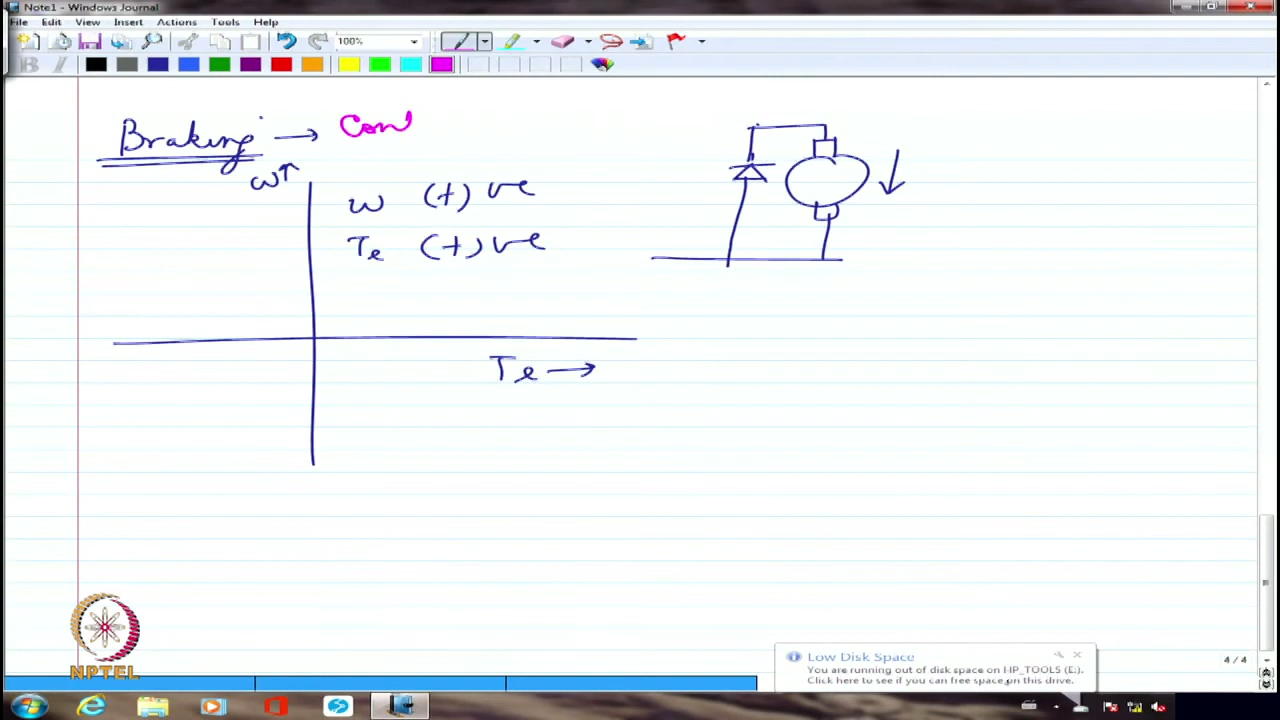 Note1 - Windows Journal
File Edit View Insert Actions Tools Help
100%
B I
Braking → Con
ω↑
ω (+) ve
Te (+) ve
Te →
NPTEL
Low Disk Space
You are running out of disk space on HP_TOOLS (E:).
Click here to see if you can free space on this drive.
4 / 4